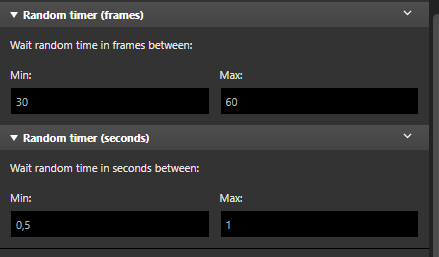 Random timer (frames)
Wait random time in frames between:
Min: Max:
30 60
Random timer (seconds)
Wait random time in seconds between:
Min: Max:
0,5 1